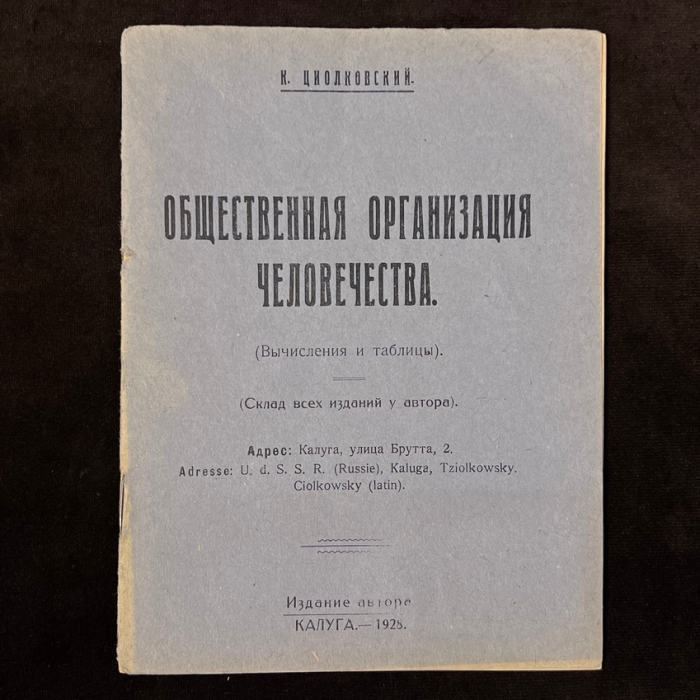 К. ЦИОЛКОВСКИЙ.
ОБЩЕСТВЕННАЯ ОРГАНИЗАЦИЯ
ЧЕЛОВЕЧЕСТВА.
(Вычисления и таблицы).
(Склад всех изданий у автора).
Адрес: Калуга, улица Брутта, 2.
Adresse: U. d. S. S. R. (Russie), Kaluga, Tziolkowsky.
Ciolkowsky (latin).
Издание автора
КАЛУГА.—1928.